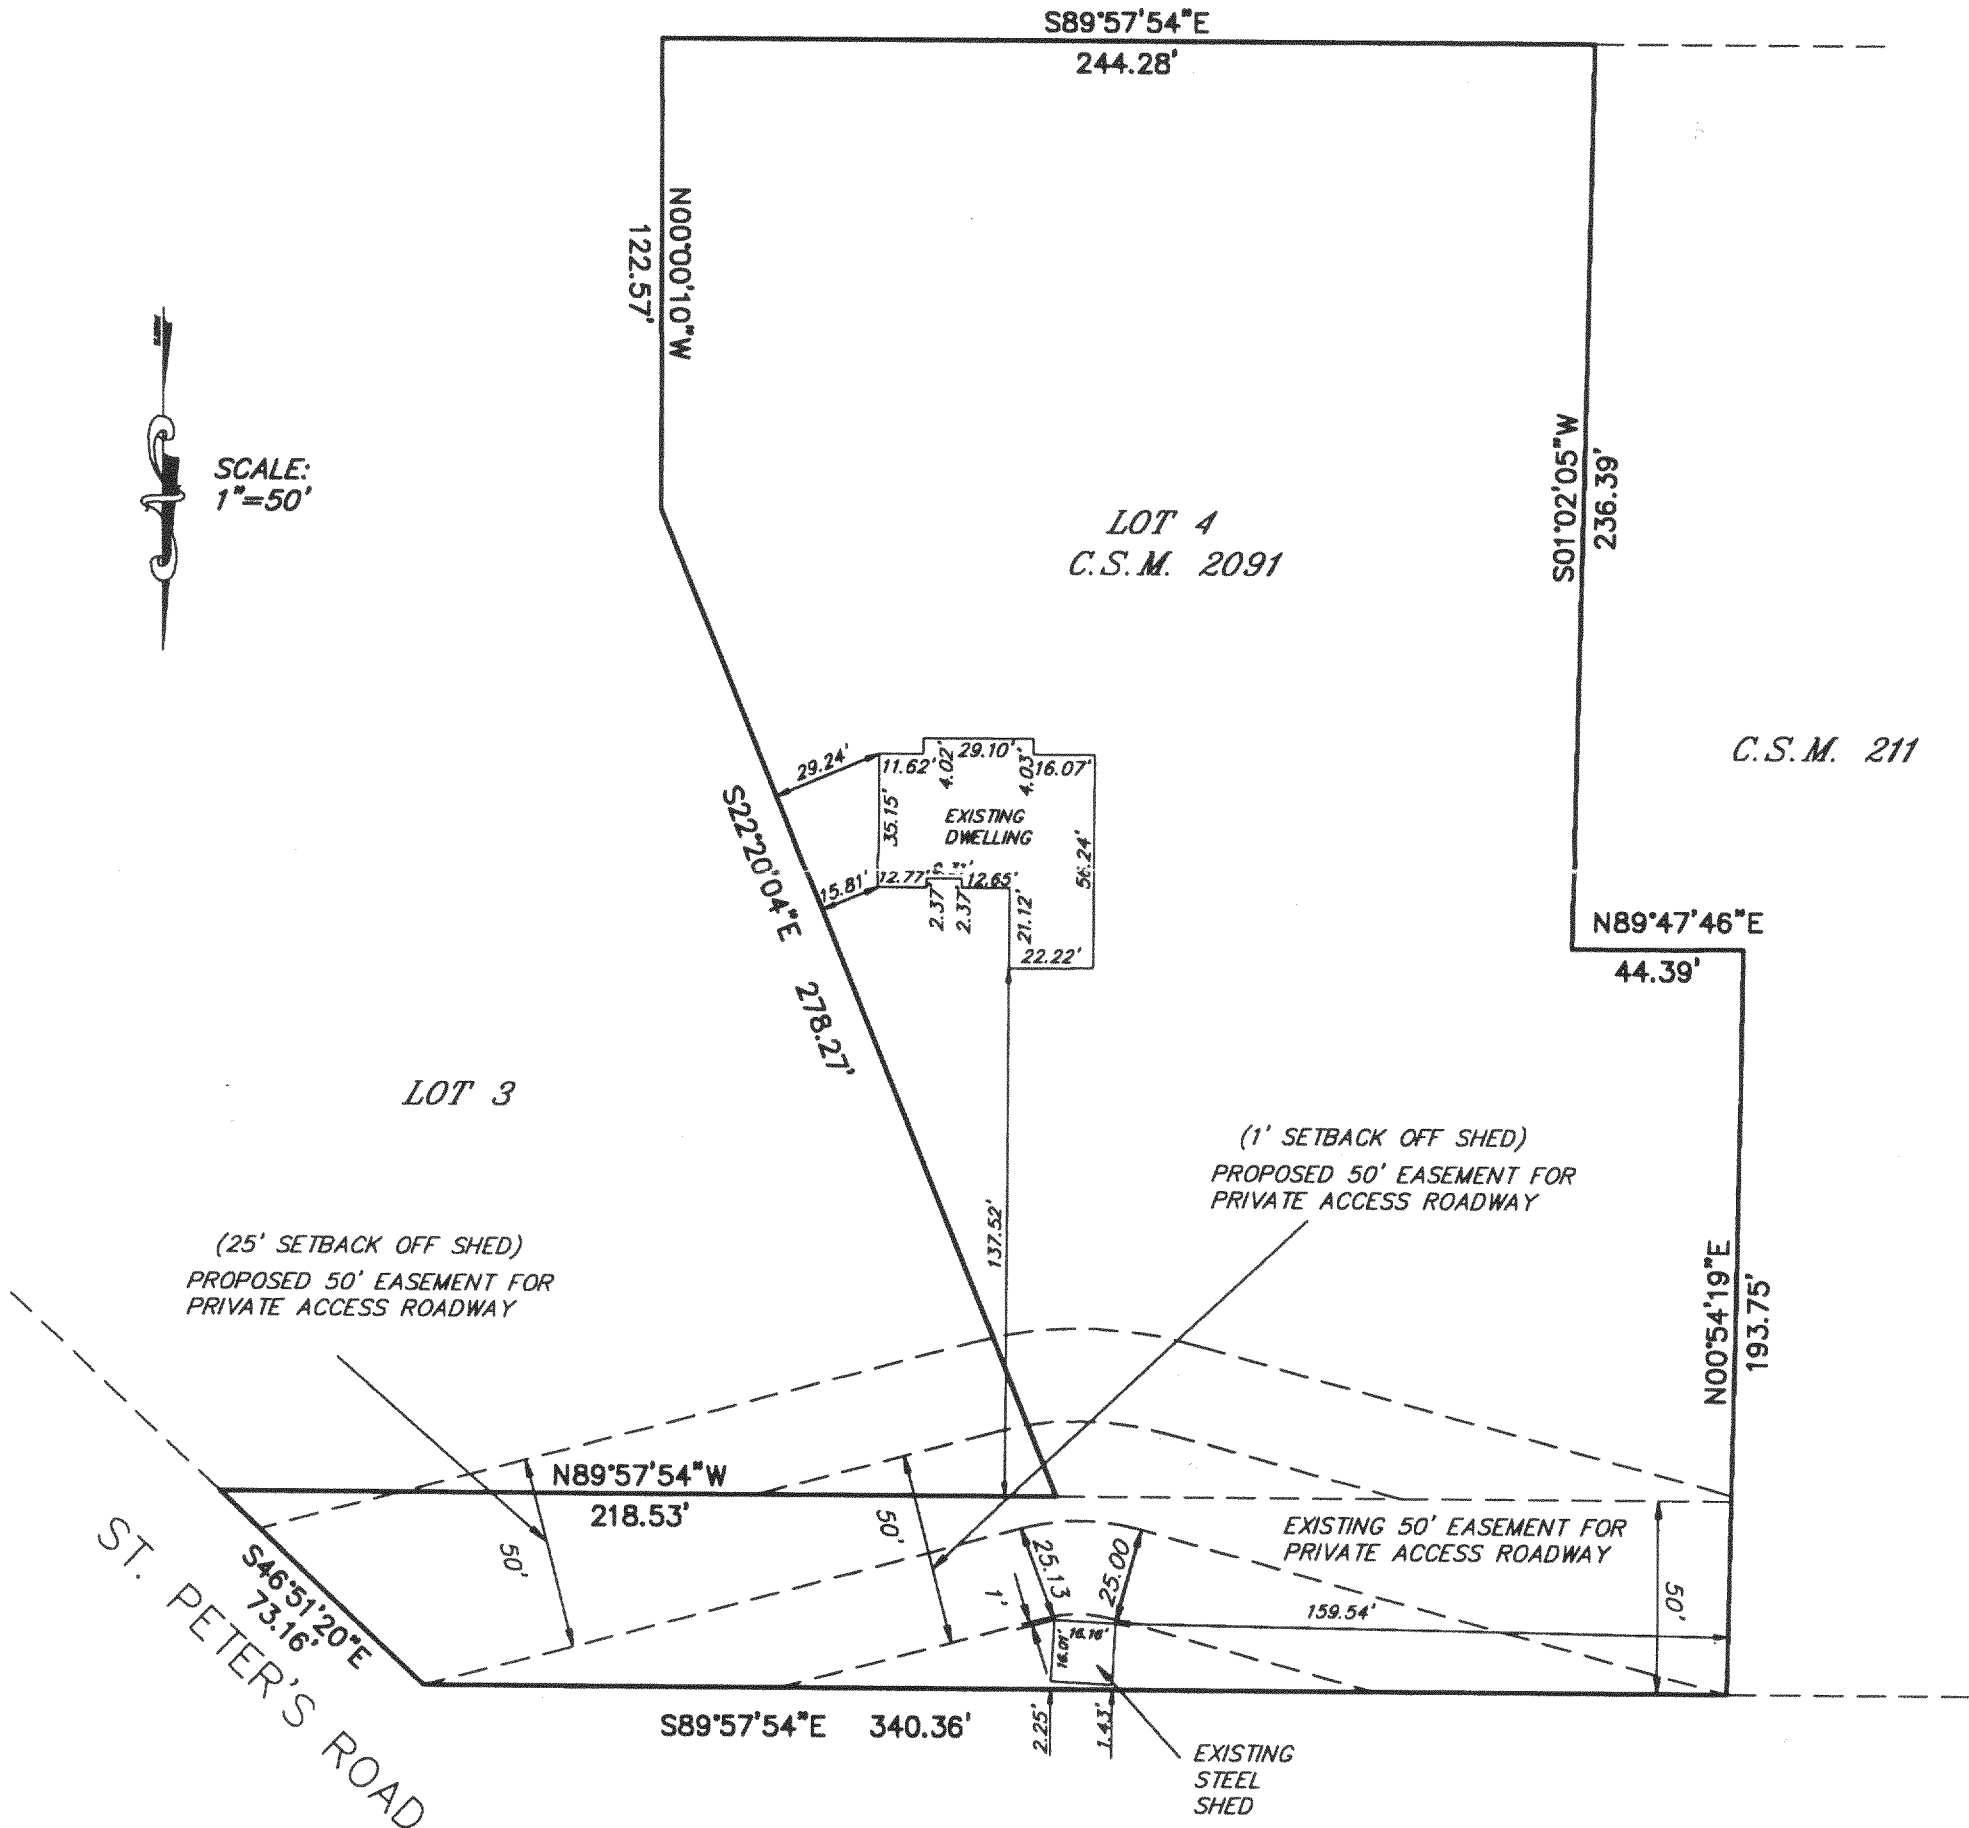 S89°57'54"E
244.28'
N00°00'10"W
122.57'
SCALE:
1"=50'
LOT 4
C.S.M. 2091
S01°02'05"W
236.39'
C.S.M. 211
29.24'
11.62'
4.02'
29.10'
4.03'
16.07'
35.15'
EXISTING
DWELLING
56.24'
15.81'
12.77'
12.65'
2.37'
2.37'
21.12'
22.22'
S22°20'04"E 278.27'
N89°47'46"E
44.39'
LOT 3
137.52'
(1' SETBACK OFF SHED)
PROPOSED 50' EASEMENT FOR
PRIVATE ACCESS ROADWAY
(25' SETBACK OFF SHED)
PROPOSED 50' EASEMENT FOR
PRIVATE ACCESS ROADWAY
N00°54'19"E
193.75'
N89°57'54"W
218.53'
50'
50'
EXISTING 50' EASEMENT FOR
PRIVATE ACCESS ROADWAY
50'
25.13
25.00
1'
16.01'
16.16'
159.54'
S46°51'20"E
73.16'
ST. PETER'S ROAD
S89°57'54"E 340.36'
2.25'
1.43'
EXISTING
STEEL
SHED